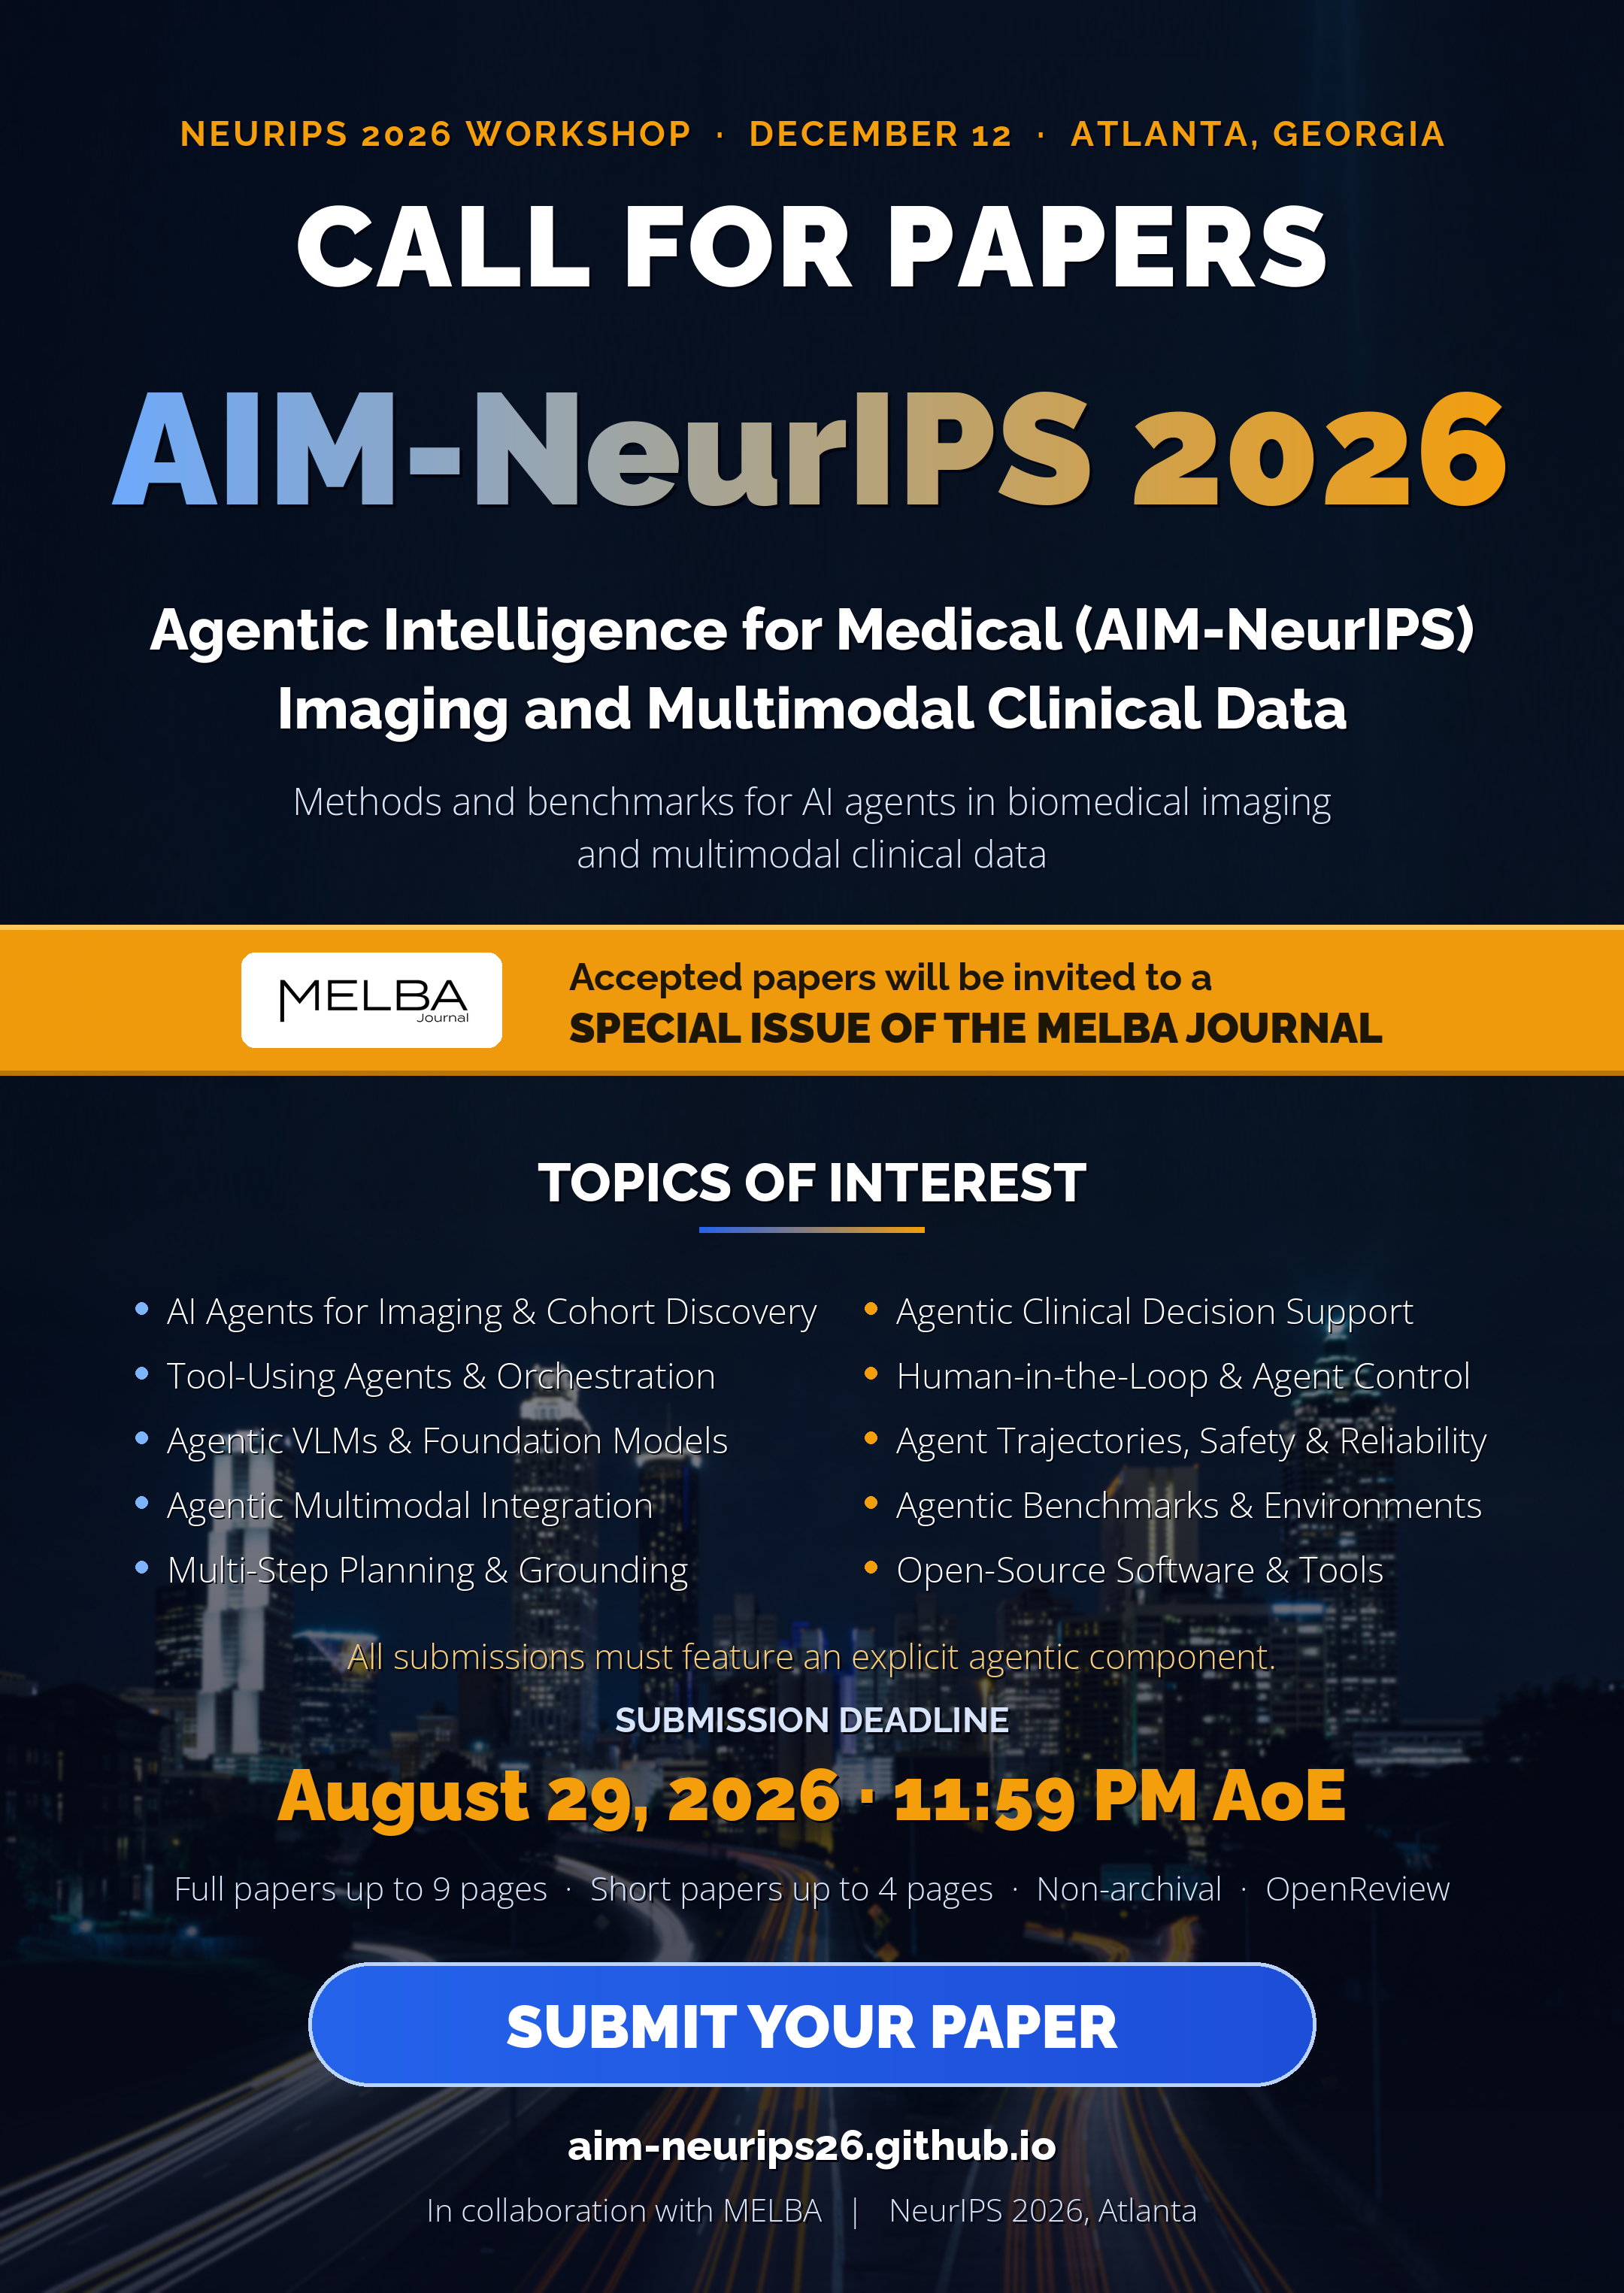 NEURIPS 2026 WORKSHOP · DECEMBER 12 · ATLANTA, GEORGIA
CALL FOR PAPERS
AIM-NeurIPS 2026
Agentic Intelligence for Medical (AIM-NeurIPS)
Imaging and Multimodal Clinical Data
Methods and benchmarks for AI agents in biomedical imaging
and multimodal clinical data
MELBA
Journal
Accepted papers will be invited to a
SPECIAL ISSUE OF THE MELBA JOURNAL
TOPICS OF INTEREST
• AI Agents for Imaging & Cohort Discovery
• Tool-Using Agents & Orchestration
• Agentic VLMs & Foundation Models
• Agentic Multimodal Integration
• Multi-Step Planning & Grounding
• Agentic Clinical Decision Support
• Human-in-the-Loop & Agent Control
• Agent Trajectories, Safety & Reliability
• Agentic Benchmarks & Environments
• Open-Source Software & Tools
All submissions must feature an explicit agentic component.
SUBMISSION DEADLINE
August 29, 2026 · 11:59 PM AoE
Full papers up to 9 pages · Short papers up to 4 pages · Non-archival · OpenReview
SUBMIT YOUR PAPER
aim-neurips26.github.io
In collaboration with MELBA | NeurIPS 2026, Atlanta